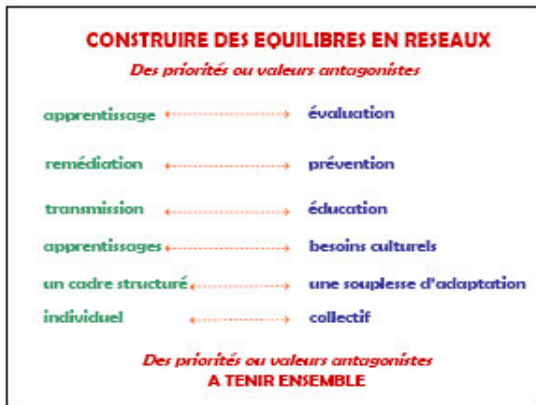 CONSTRUIRE DES EQUILIBRES EN RESEAUX
Des priorités ou valeurs antagonistes
apprentissage évaluation
remédiation prévention
transmission éducation
apprentissages besoins culturels
un cadre structuré une souplesse d'adaptation
individuel collectif
Des priorités ou valeurs antagonistes
A TENIR ENSEMBLE